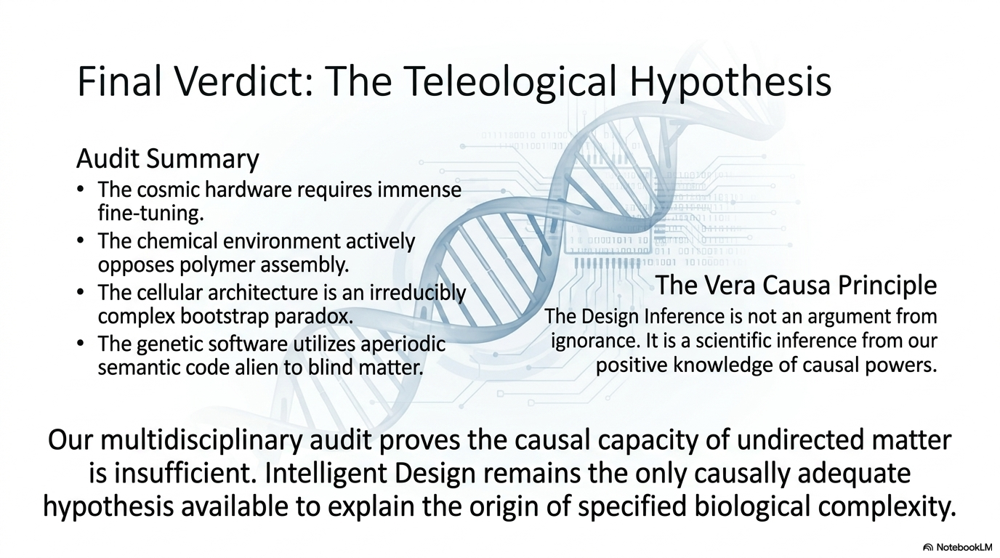 Final Verdict: The Teleological Hypothesis
Audit Summary
• The cosmic hardware requires immense
fine-tuning.
• The chemical environment actively
opposes polymer assembly.
• The cellular architecture is an irreducibly
complex bootstrap paradox.
• The genetic software utilizes aperiodic
semantic code alien to blind matter.
The Vera Causa Principle
The Design Inference is not an argument from
ignorance. It is a scientific inference from our
positive knowledge of causal powers.
Our multidisciplinary audit proves the causal capacity of undirected matter
is insufficient. Intelligent Design remains the only causally adequate
hypothesis available to explain the origin of specified biological complexity.
NotebookLM